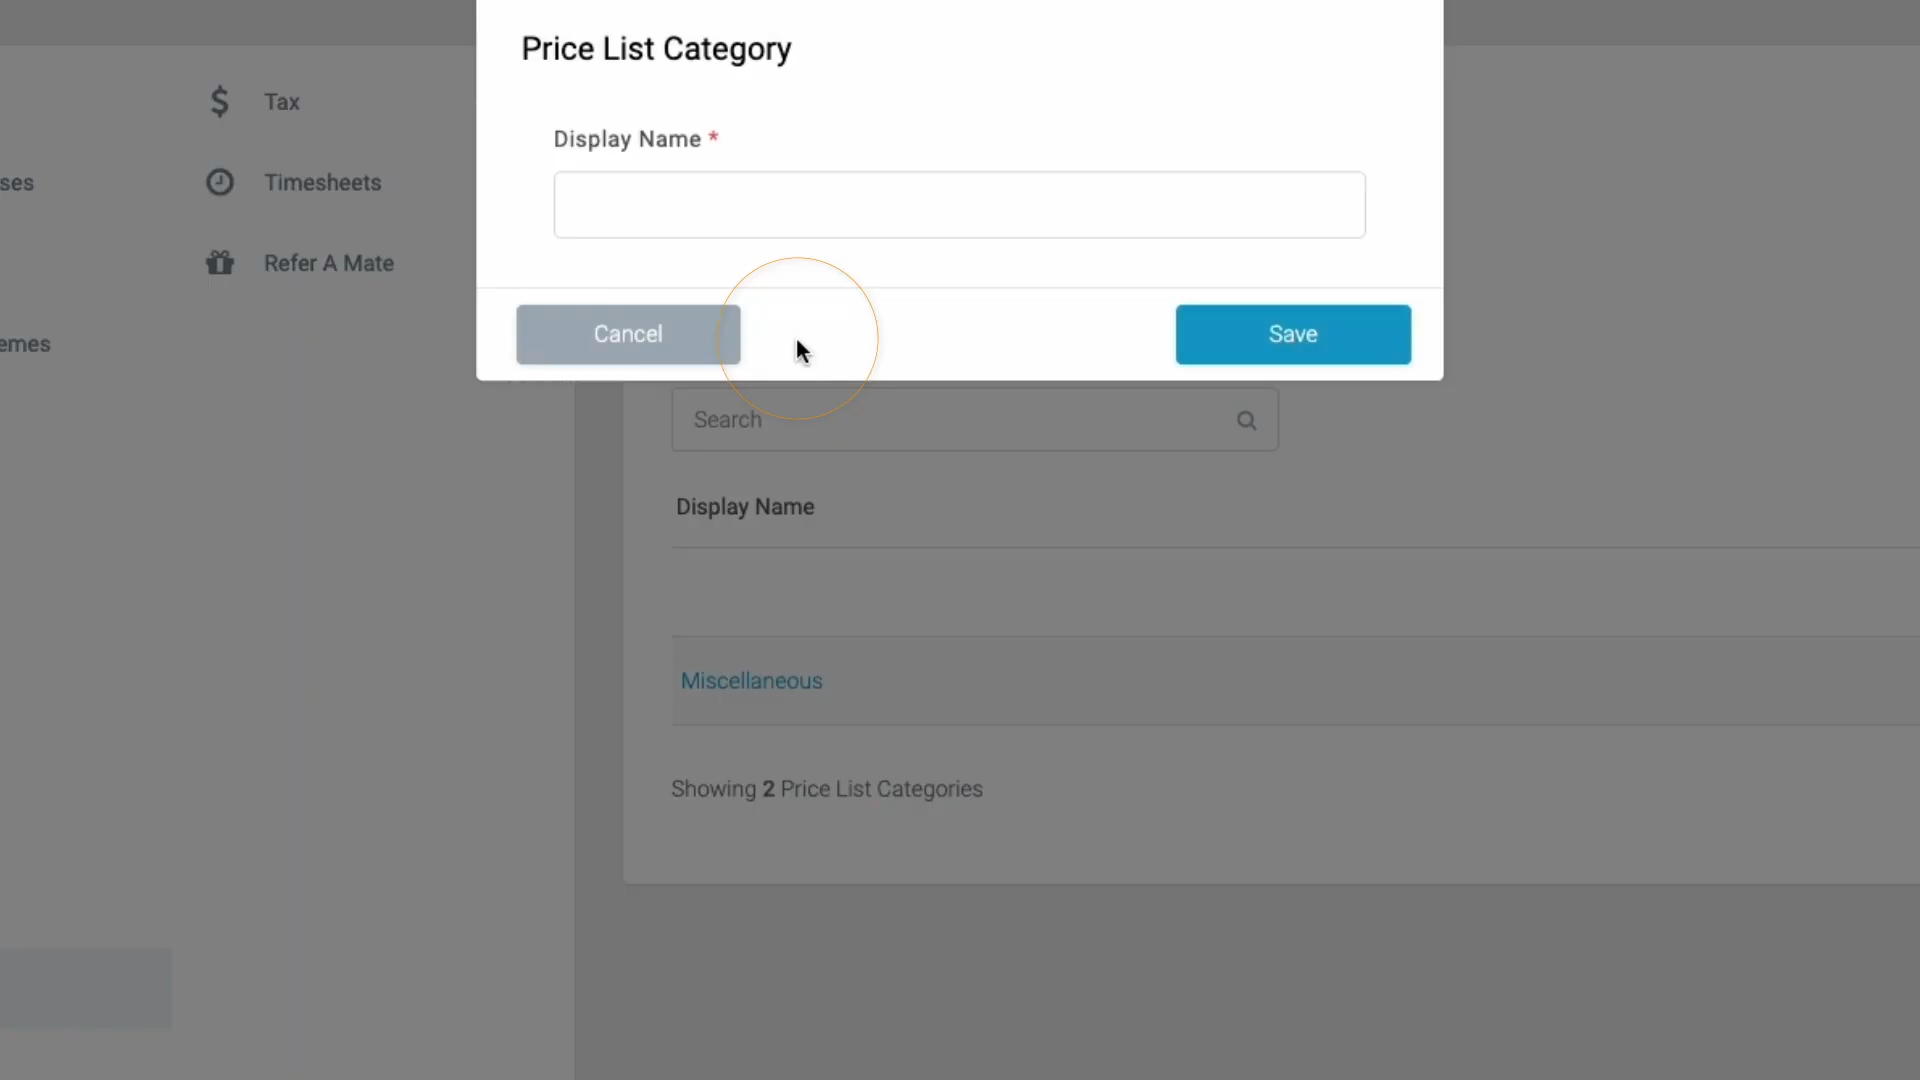 Price List Category
Tax
Display Name *
ses
Timesheets
Refer A Mate
Cancel
Save
emes
Search
Display Name
Miscellaneous
Showing 2 Price List Categories